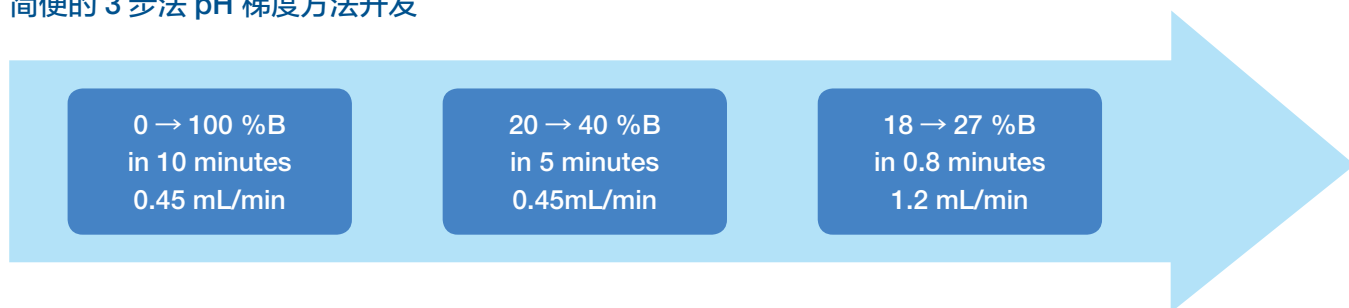 简便的 3 步法 pH 梯度方法开发
0 → 100 %B
in 10 minutes
0.45 mL/min
20 → 40 %B
in 5 minutes
0.45mL/min
18 → 27 %B
in 0.8 minutes
1.2 mL/min